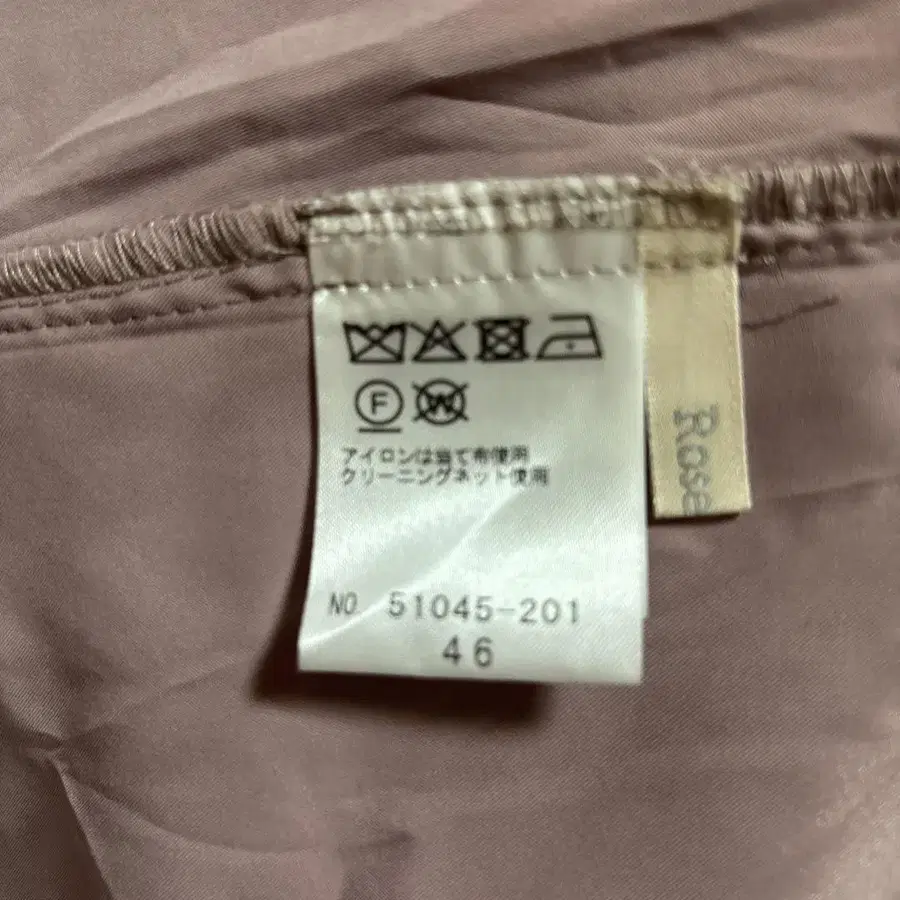 F W
アイロンは当て布使用
クリーニングネット使用
NO 51045-201
46
Rose